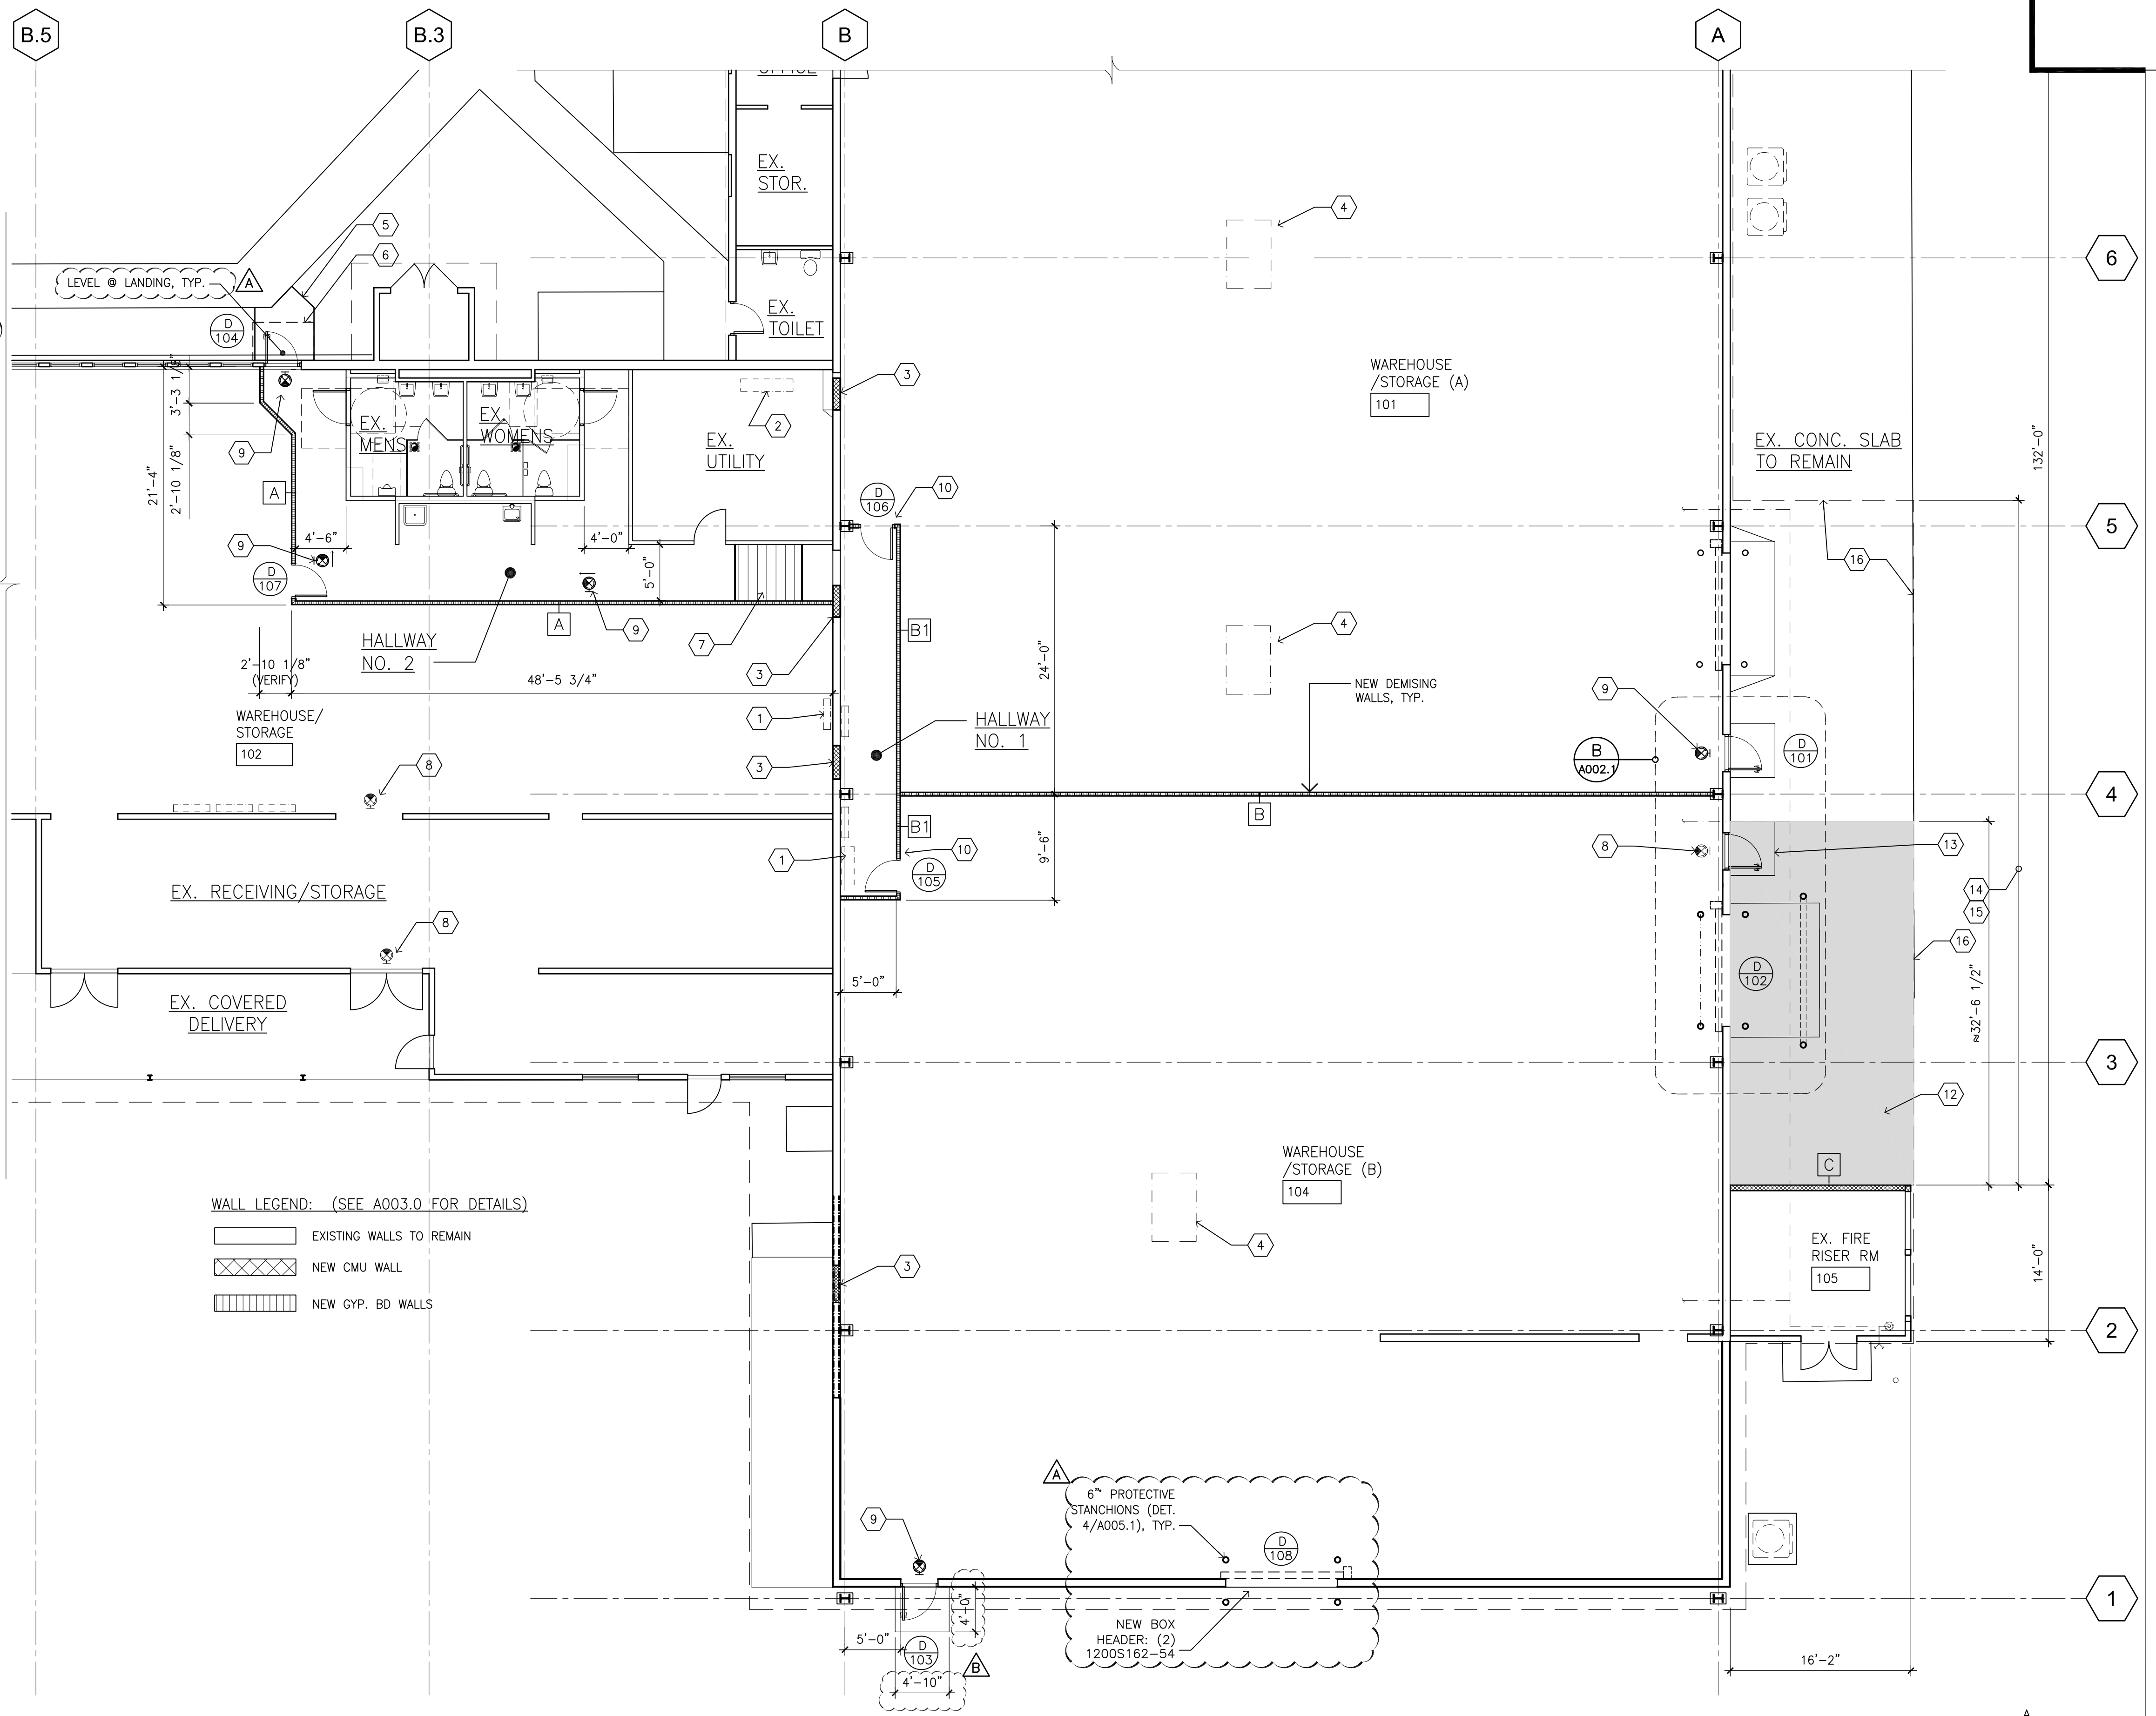 B.5
B.3
B
A
OFFICE
EX.
STOR.
4
6
5
6
LEVEL @ LANDING, TYP.
A
D
104
EX.
TOILET
WAREHOUSE
/STORAGE (A)
101
3
3'-3 1/
21'-4"
2'-10 1/8"
9
A
EX.
MENS
EX.
WOMENS
2
EX.
UTILITY
EX. CONC. SLAB
TO REMAIN
132'-0"
D
106
10
5
9
4'-6"
4'-0"
D
107
5'-0"
16
A
9
7
B1
4
HALLWAY
NO. 2
3
24'-0"
2'-10 1/8"
(VERIFY)
48'-5 3/4"
NEW DEMISING
WALLS, TYP.
9
1
HALLWAY
NO. 1
WAREHOUSE/
STORAGE
102
8
3
B
A002.1
D
101
4
B
B1
9'-6"
10
1
D
105
8
13
EX. RECEIVING/STORAGE
14
15
8
16
D
102
5'-0"
EX. COVERED
DELIVERY
≈32'-6 1/2"
3
12
WAREHOUSE
/STORAGE (B)
104
C
WALL LEGEND: (SEE A003.0 FOR DETAILS)
EXISTING WALLS TO REMAIN
NEW CMU WALL
NEW GYP. BD WALLS
4
3
EX. FIRE
RISER RM
105
14'-0"
2
A
6"⌀ PROTECTIVE
STANCHIONS (DET.
4/A005.1), TYP.
9
D
108
4'-0"
1
NEW BOX
HEADER: (2)
1200S162-54
5'-0"
D
103
B
4'-10"
16'-2"
A